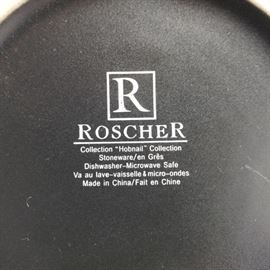 R
ROSCHER
Collection "Hobnail" Collection
Stoneware/en Grès
Dishwasher-Microwave Safe
Va au lave-vaisselle & micro-ondes
Made in China/Fait en Chine